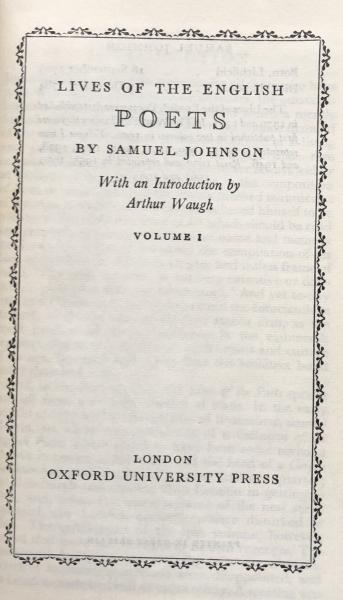 LIVES OF THE ENGLISH
POETS
BY SAMUEL JOHNSON
With an Introduction by
Arthur Waugh
VOLUME I
LONDON
OXFORD UNIVERSITY PRESS